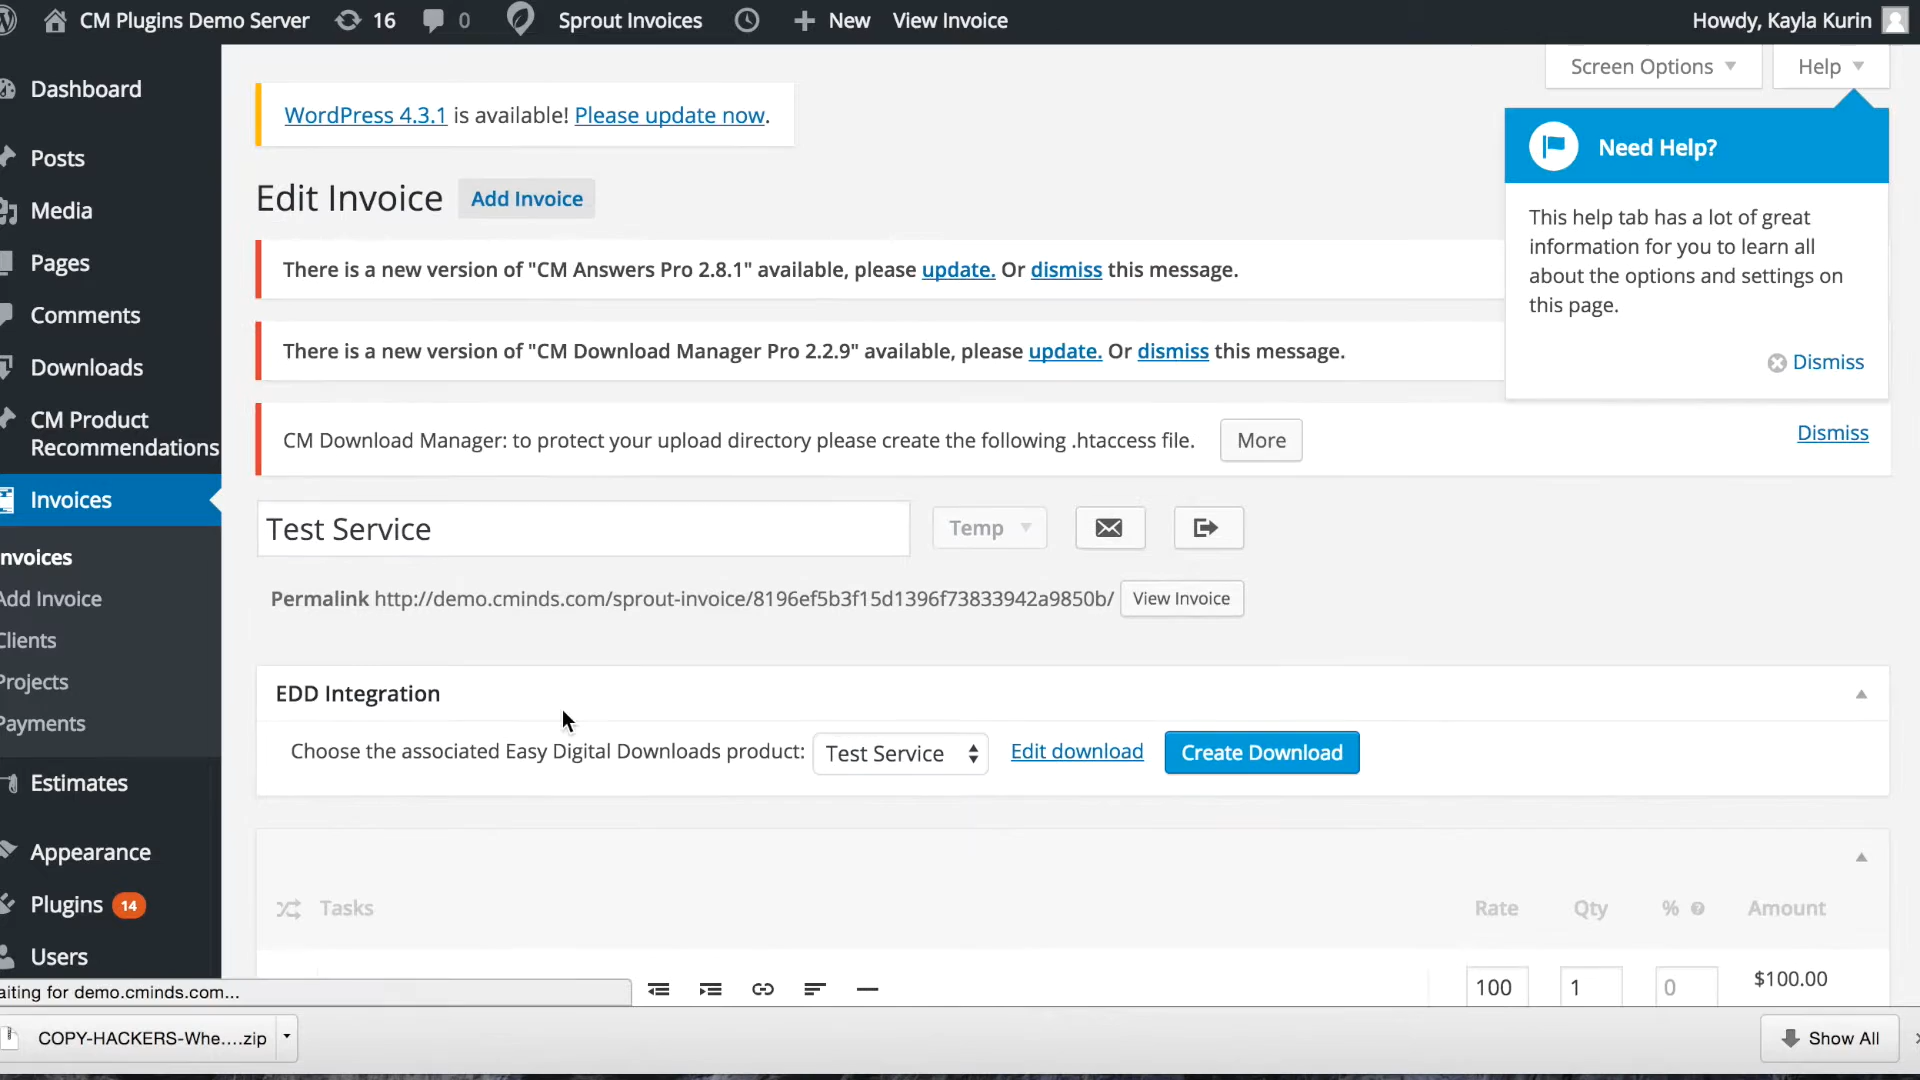 CM Plugins Demo Server 16 0 Sprout Invoices New View Invoice Howdy, Kayla Kurin
Screen Options Help
Dashboard
Posts
Media
Pages
Comments
Downloads
CM Product
Recommendations
Invoices
nvoices
Add Invoice
Clients
Projects
Payments
Estimates
Appearance
Plugins 14
Users
WordPress 4.3.1 is available! Please update now.
Need Help?
This help tab has a lot of great
information for you to learn all
about the options and settings on
this page.
Dismiss
Edit Invoice Add Invoice
There is a new version of "CM Answers Pro 2.8.1" available, please update. Or dismiss this message.
There is a new version of "CM Download Manager Pro 2.2.9" available, please update. Or dismiss this message.
CM Download Manager: to protect your upload directory please create the following .htaccess file. More Dismiss
Test Service Temp
Permalink http://demo.cminds.com/sprout-invoice/8196ef5b3f15d1396f73833942a9850b/ View Invoice
EDD Integration
Choose the associated Easy Digital Downloads product: Test Service Edit download Create Download
Tasks Rate Qty % Amount
100 1 0 $100.00
aiting for demo.cminds.com...
COPY-HACKERS-Whe....zip Show All